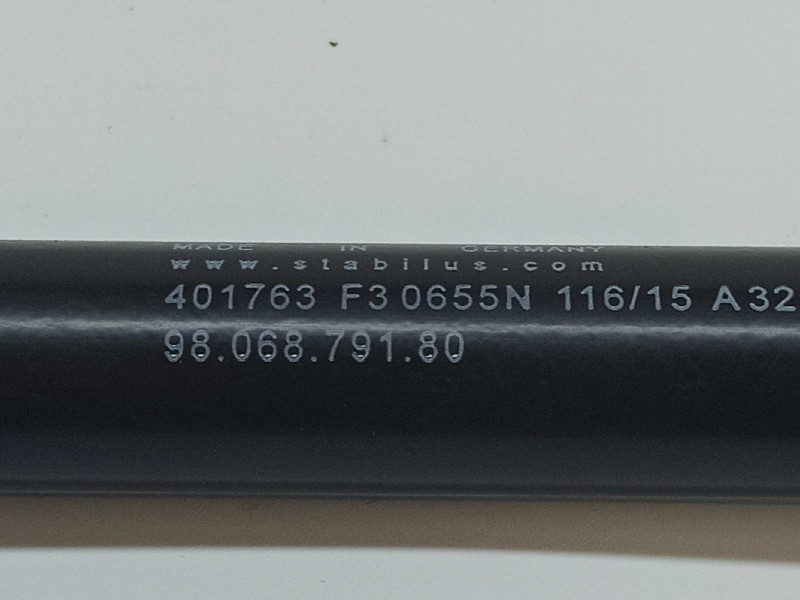 MADE IN GERMANY
www.stabilus.com
401763 F3 0655N 116/15 A32
98.068.791.80